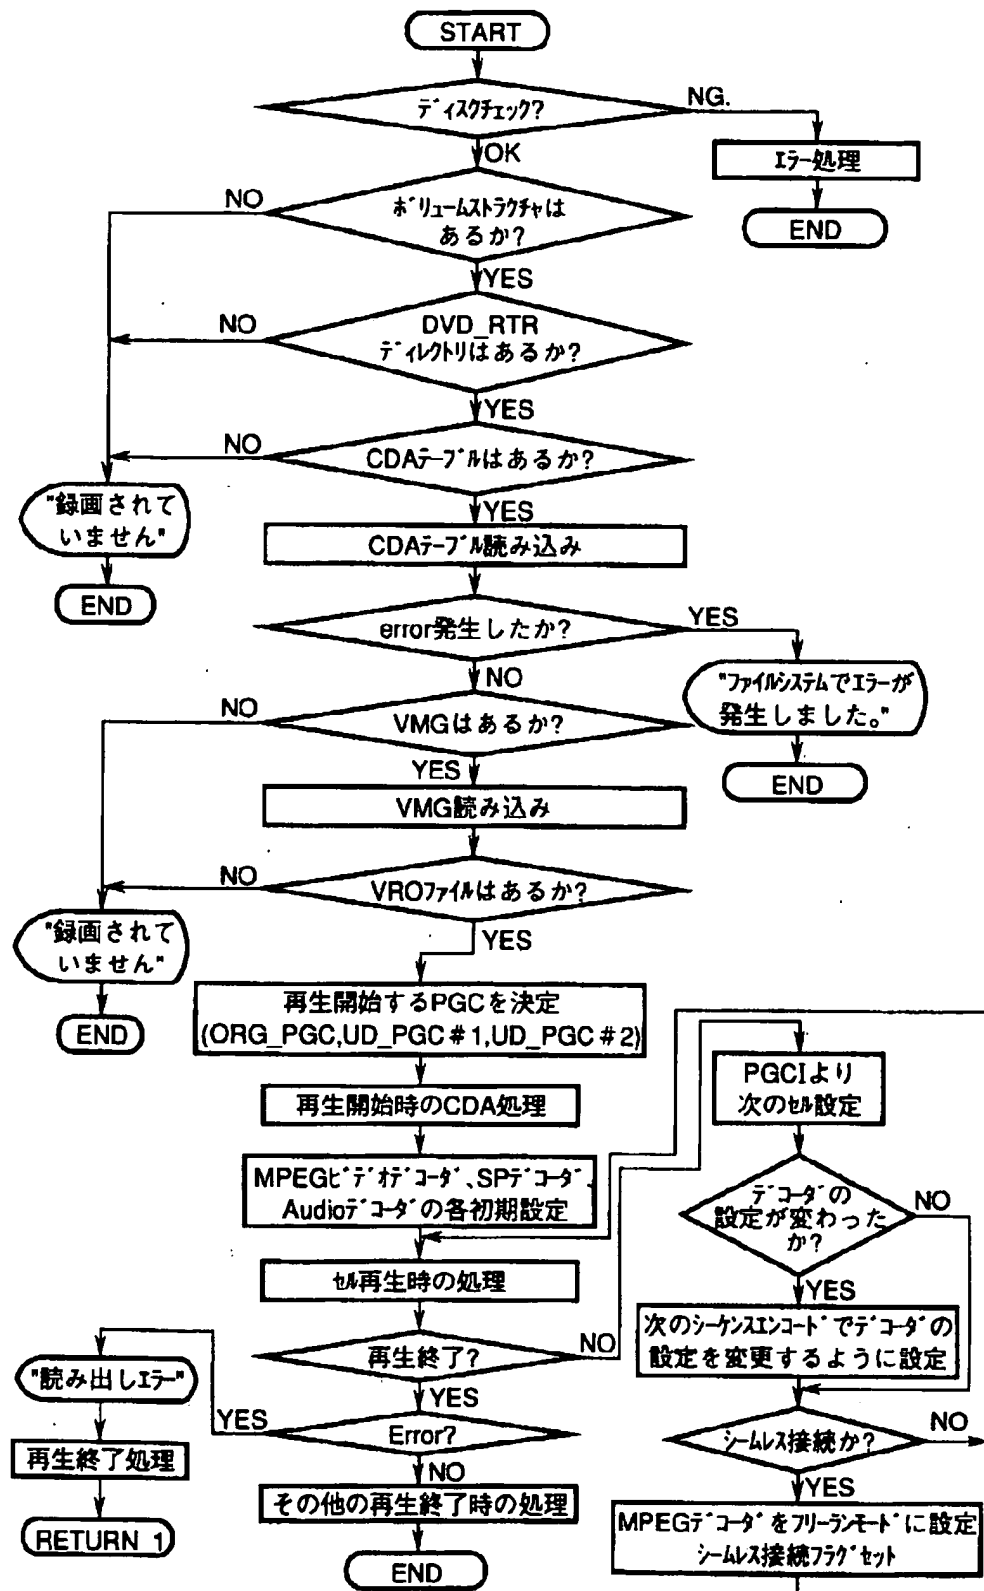 START
ディスクチェック?
NG.
OK
エラー処理
END
NO
ボリュームストラクチャは
あるか?
YES
NO
DVD_RTR
ディレクトリはあるか?
YES
NO
CDAテーブルはあるか?
"録画されて
いません"
END
YES
CDAテーブル読み込み
error発生したか?
YES
NO
"ファイルシステムでエラーが
発生しました。"
END
NO
VMGはあるか?
YES
VMG読み込み
NO
VROファイルはあるか?
"録画されて
いません"
END
YES
再生開始するPGCを決定
(ORG_PGC,UD_PGC#1,UD_PGC#2)
再生開始時のCDA処理
MPEGビデオデコーダ、SPデコーダ、
Audioデコーダの各初期設定
セル再生時の処理
再生終了?
NO
YES
Error?
YES
"読み出しエラー"
再生終了処理
RETURN 1
NO
その他の再生終了時の処理
END
PGCIより
次のセル設定
デコーダの
設定が変わった
か?
NO
YES
次のシーケンスエンコードでデコーダの
設定を変更するように設定
シームレス接続か?
NO
YES
MPEGデコーダをフリーランモードに設定
シームレス接続フラグセット